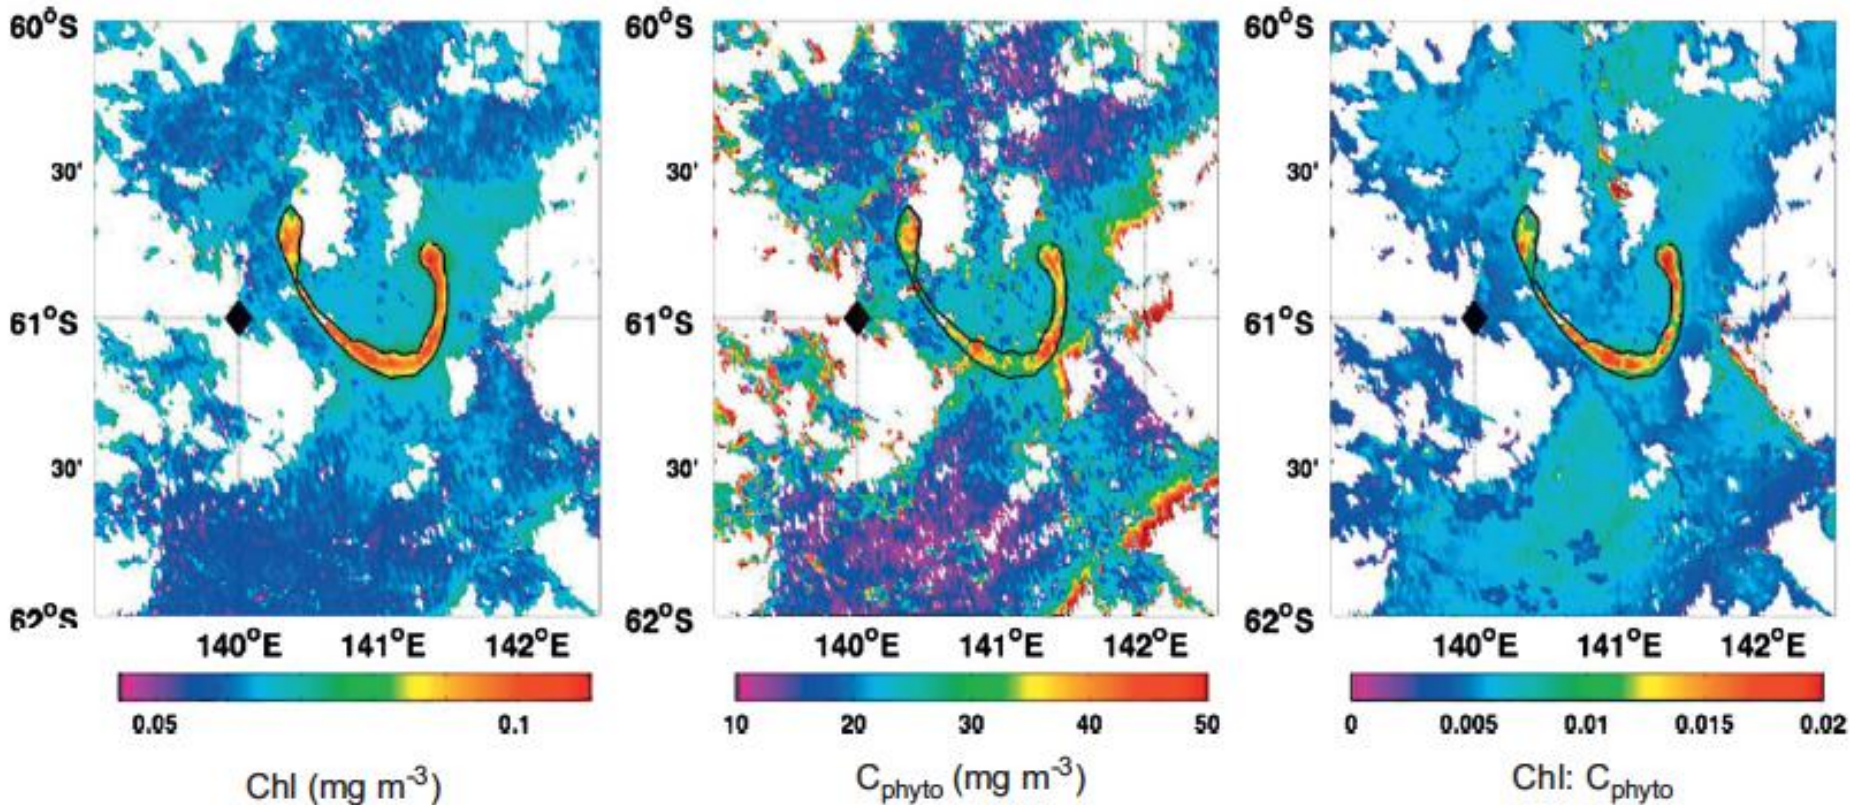 60°S
30'
61°S
30'
62°S
140°E 141°E 142°E
0.05 0.1
Chl (mg m-3)
60°S
30'
61°S
30'
62°S
140°E 141°E 142°E
10 20 30 40 50
Cphyto (mg m-3)
60°S
30'
61°S
30'
62°S
140°E 141°E 142°E
0 0.005 0.01 0.015 0.02
Chl: Cphyto